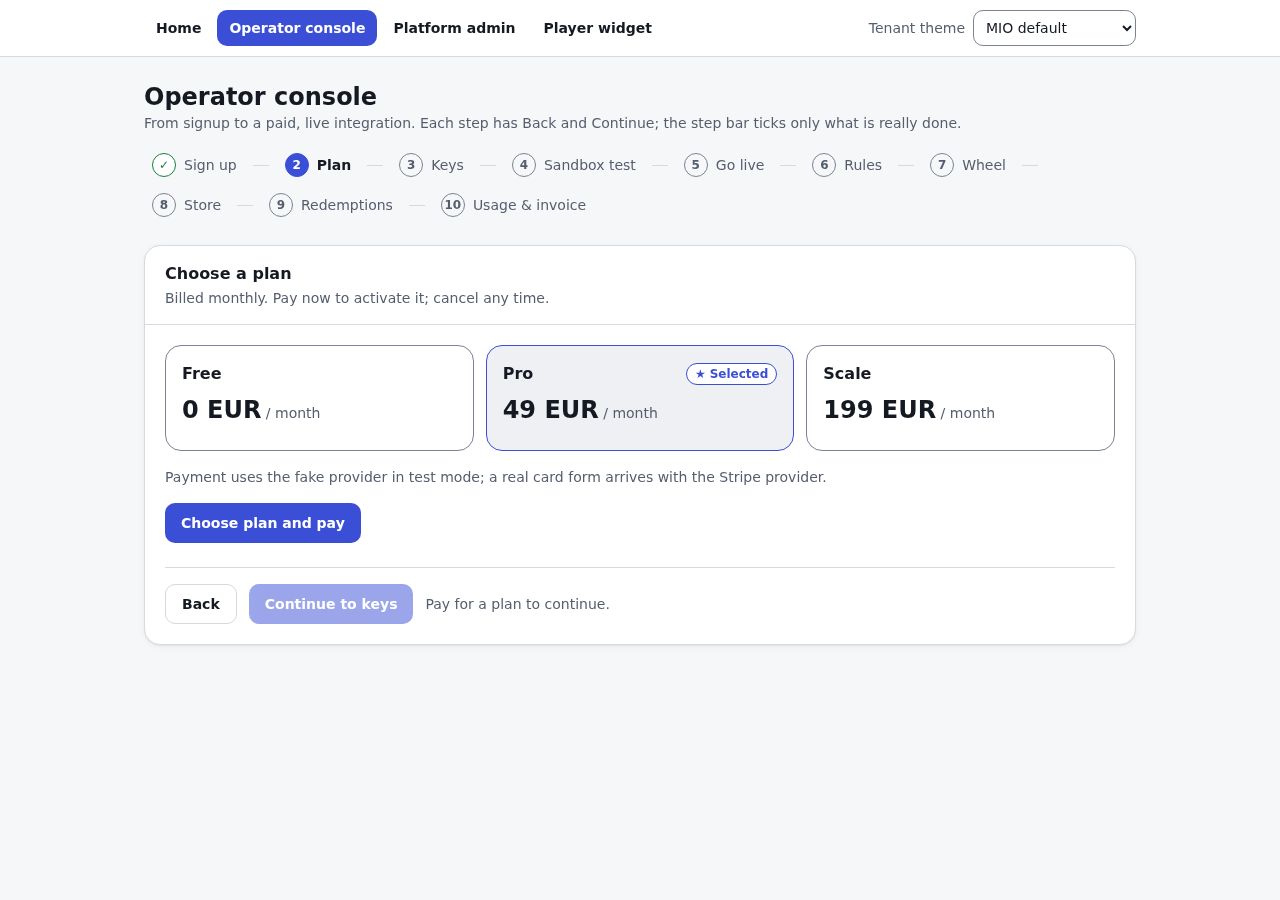 Home Operator console Platform admin Player widget Tenant theme MIO default
Operator console
From signup to a paid, live integration. Each step has Back and Continue; the step bar ticks only what is really done.
✓ Sign up 2 Plan 3 Keys 4 Sandbox test 5 Go live 6 Rules 7 Wheel
8 Store 9 Redemptions 10 Usage & invoice
Choose a plan
Billed monthly. Pay now to activate it; cancel any time.
Free Pro ★ Selected Scale
0 EUR / month 49 EUR / month 199 EUR / month
Payment uses the fake provider in test mode; a real card form arrives with the Stripe provider.
Choose plan and pay
Back Continue to keys Pay for a plan to continue.